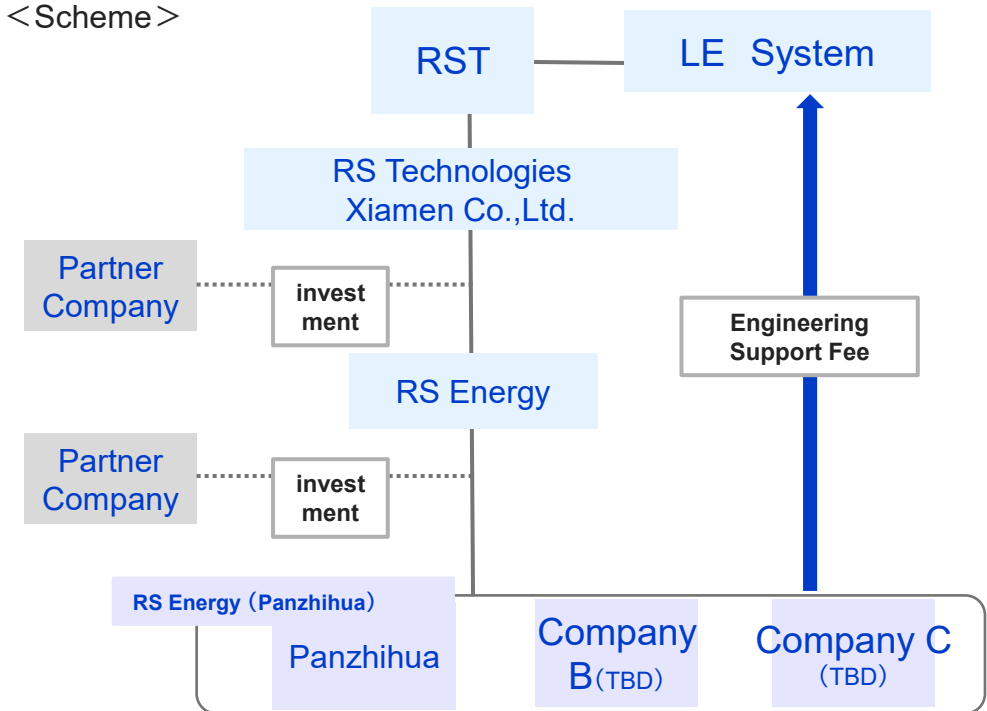 ＜Scheme＞
RST
LE System
RS Technologies
Xiamen Co.,Ltd.
Partner
Company
invest
ment
Engineering
Support Fee
RS Energy
Partner
Company
invest
ment
RS Energy（Panzhihua）
Panzhihua
Company
B(TBD)
Company C
（TBD）